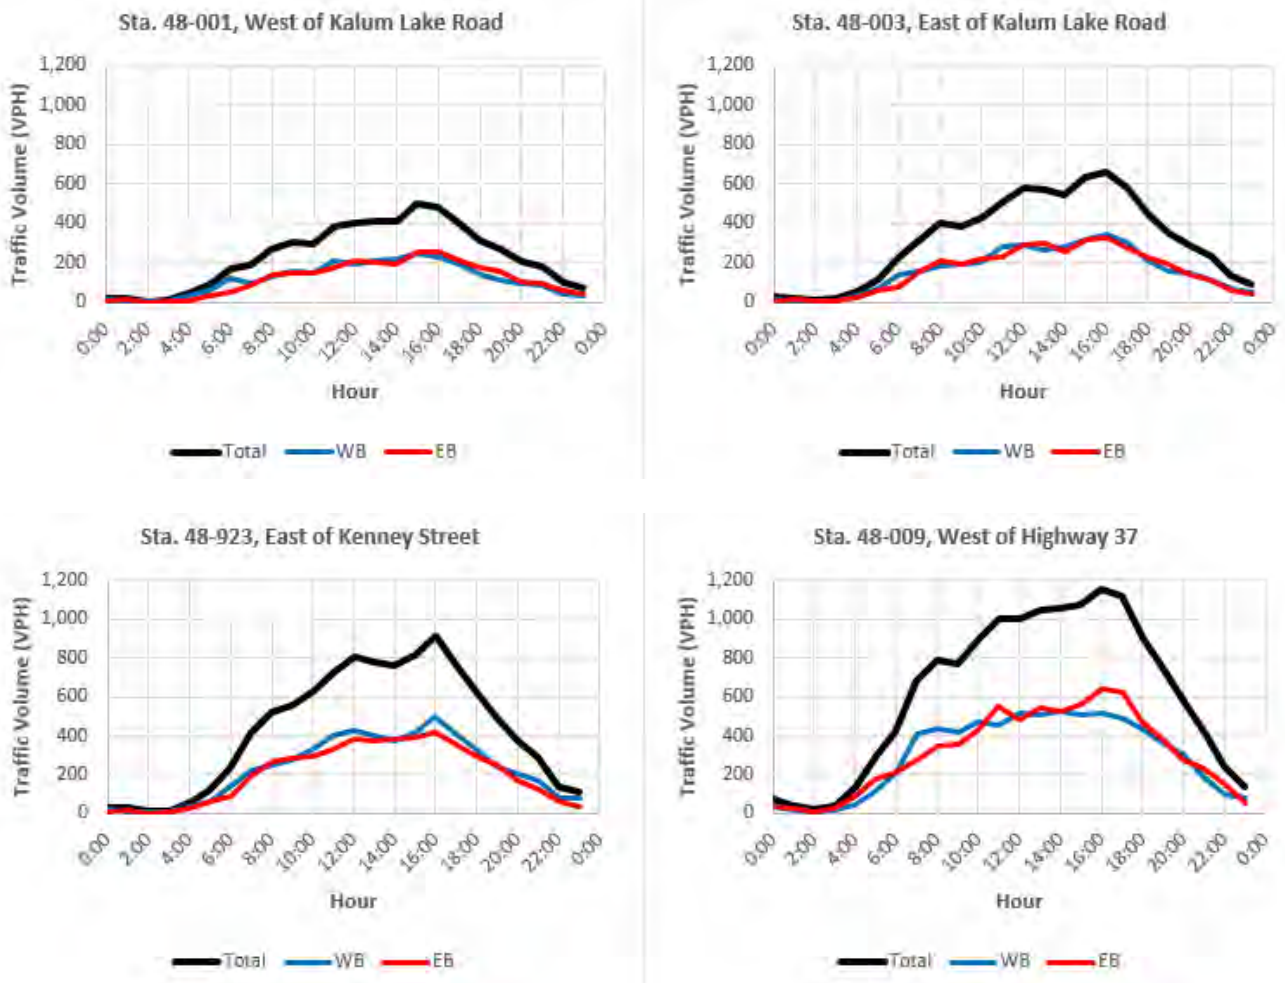 Sta. 48-001, West of Kalum Lake Road
Traffic Volume (VPH)
1,200
1,000
800
600
400
200
0
0:00 2:00 4:00 6:00 8:00 10:00 12:00 14:00 16:00 18:00 20:00 22:00 0:00
Hour
Total WB EB
Sta. 48-003, East of Kalum Lake Road
Traffic Volume (VPH)
1,200
1,000
800
600
400
200
0
0:00 2:00 4:00 6:00 8:00 10:00 12:00 14:00 16:00 18:00 20:00 22:00 0:00
Hour
Total WB EB
Sta. 48-923, East of Kenney Street
Traffic Volume (VPH)
1,200
1,000
800
600
400
200
0
0:00 2:00 4:00 6:00 8:00 10:00 12:00 14:00 16:00 18:00 20:00 22:00 0:00
Hour
Total WB EB
Sta. 48-009, West of Highway 37
Traffic Volume (VPH)
1,200
1,000
800
600
400
200
0
0:00 2:00 4:00 6:00 8:00 10:00 12:00 14:00 16:00 18:00 20:00 22:00 0:00
Hour
Total WB EB